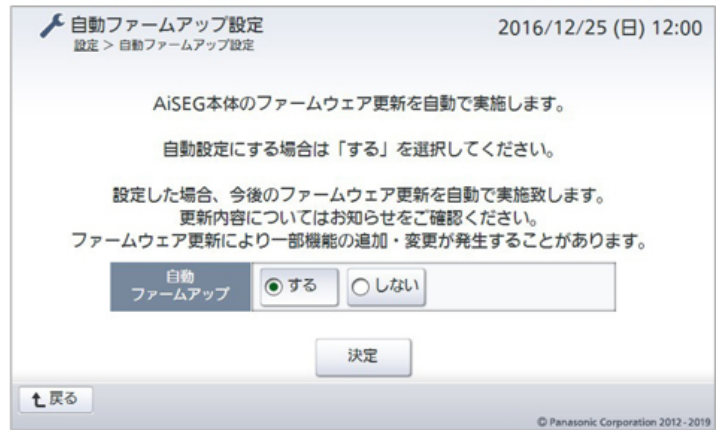 自動ファームアップ設定
2016/12/25 (日) 12:00
設定 > 自動ファームアップ設定
AiSEG本体のファームウェア更新を自動で実施します。
自動設定にする場合は「する」を選択してください。
設定した場合、今後のファームウェア更新を自動で実施致します。
更新内容についてはお知らせをご確認ください。
ファームウェア更新により一部機能の追加・変更が発生することがあります。
自動
ファームアップ
する
しない
決定
戻る
© Panasonic Corporation 2012-2019